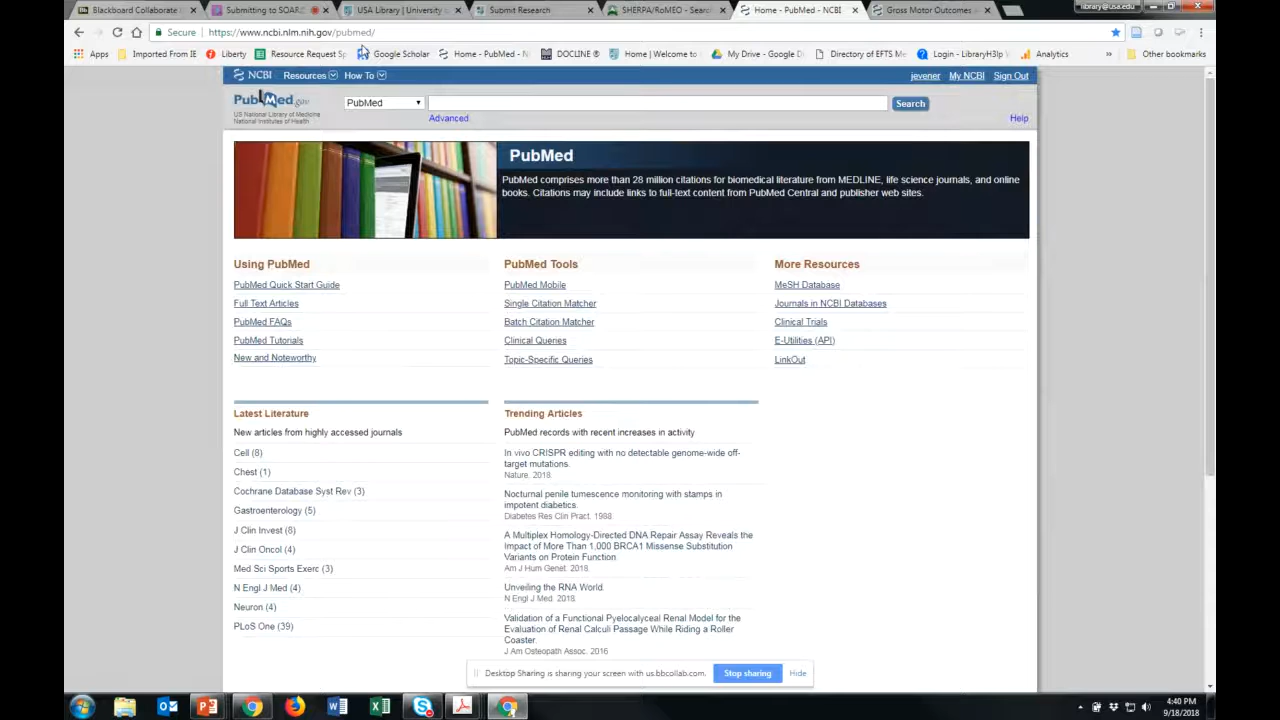 Blackboard Collaborate
Submitting to SOAR
USA Library | University
Submit Research
SHERPA/RoMEO - Search
Home - PubMed - NCBI
Gross Motor Outcomes
library@usa.edu
Secure
https://www.ncbi.nlm.nih.gov/pubmed/
Apps
Imported From IE
Liberty
Resource Request Sp
Google Scholar
Home - PubMed - N
DOCLINE ®
Home | Welcome to
My Drive - Google D
Directory of EFTS Me
Login - LibraryH3lp
Analytics
»
Other bookmarks
NCBI Resources How To
jevener My NCBI Sign Out
PubMed.gov
US National Library of Medicine
National Institutes of Health
PubMed
Search
Advanced
Help
PubMed
PubMed comprises more than 28 million citations for biomedical literature from MEDLINE, life science journals, and online
books. Citations may include links to full-text content from PubMed Central and publisher web sites.
Using PubMed
PubMed Quick Start Guide
Full Text Articles
PubMed FAQs
PubMed Tutorials
New and Noteworthy
PubMed Tools
PubMed Mobile
Single Citation Matcher
Batch Citation Matcher
Clinical Queries
Topic-Specific Queries
More Resources
MeSH Database
Journals in NCBI Databases
Clinical Trials
E-Utilities (API)
LinkOut
Latest Literature
New articles from highly accessed journals
Cell (8)
Chest (1)
Cochrane Database Syst Rev (3)
Gastroenterology (5)
J Clin Invest (8)
J Clin Oncol (4)
Med Sci Sports Exerc (3)
N Engl J Med (4)
Neuron (4)
PLoS One (39)
Trending Articles
PubMed records with recent increases in activity
In vivo CRISPR editing with no detectable genome-wide off-
target mutations.
Nature. 2018.
Nocturnal penile tumescence monitoring with stamps in
impotent diabetics.
Diabetes Res Clin Pract. 1988.
A Multiplex Homology-Directed DNA Repair Assay Reveals the
Impact of More Than 1,000 BRCA1 Missense Substitution
Variants on Protein Function.
Am J Hum Genet. 2018.
Unveiling the RNA World.
N Engl J Med. 2018.
Validation of a Functional Pyelocalyceal Renal Model for the
Evaluation of Renal Calculi Passage While Riding a Roller
Coaster.
J Am Osteopath Assoc. 2016
Desktop Sharing is sharing your screen with us.bbcollab.com.
Stop sharing
Hide
4:40 PM
9/18/2018